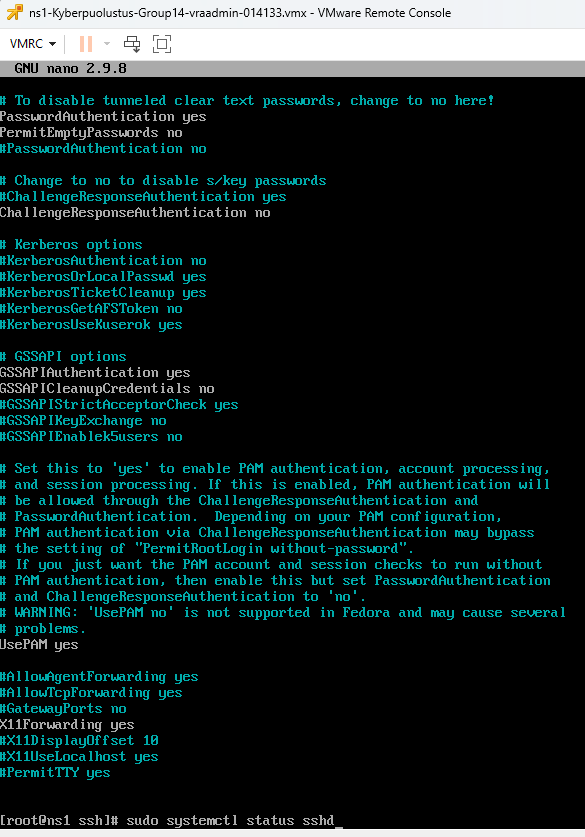 ns1-Kyberpuolustus-Group14-vraadmin-014133.vmx - VMware Remote Console
VMRC
GNU nano 2.9.8
# To disable tunneled clear text passwords, change to no here!
PasswordAuthentication yes
PermitEmptyPasswords no
#PasswordAuthentication no
# Change to no to disable s/key passwords
#ChallengeResponseAuthentication yes
ChallengeResponseAuthentication no
# Kerberos options
#KerberosAuthentication no
#KerberosOrLocalPasswd yes
#KerberosTicketCleanup yes
#KerberosGetAFSToken no
#KerberosUseKuserok yes
# GSSAPI options
GSSAPIAuthentication yes
GSSAPICleanupCredentials no
#GSSAPIStrictAcceptorCheck yes
#GSSAPIKeyExchange no
#GSSAPIEnablek5users no
# Set this to 'yes' to enable PAM authentication, account processing,
# and session processing. If this is enabled, PAM authentication will
# be allowed through the ChallengeResponseAuthentication and
# PasswordAuthentication.  Depending on your PAM configuration,
# PAM authentication via ChallengeResponseAuthentication may bypass
# the setting of "PermitRootLogin without-password".
# If you just want the PAM account and session checks to run without
# PAM authentication, then enable this but set PasswordAuthentication
# and ChallengeResponseAuthentication to 'no'.
# WARNING: 'UsePAM no' is not supported in Fedora and may cause several
# problems.
UsePAM yes
#AllowAgentForwarding yes
#AllowTcpForwarding yes
#GatewayPorts no
X11Forwarding yes
#X11DisplayOffset 10
#X11UseLocalhost yes
#PermitTTY yes
[root@ns1 ssh]# sudo systemctl status sshd_